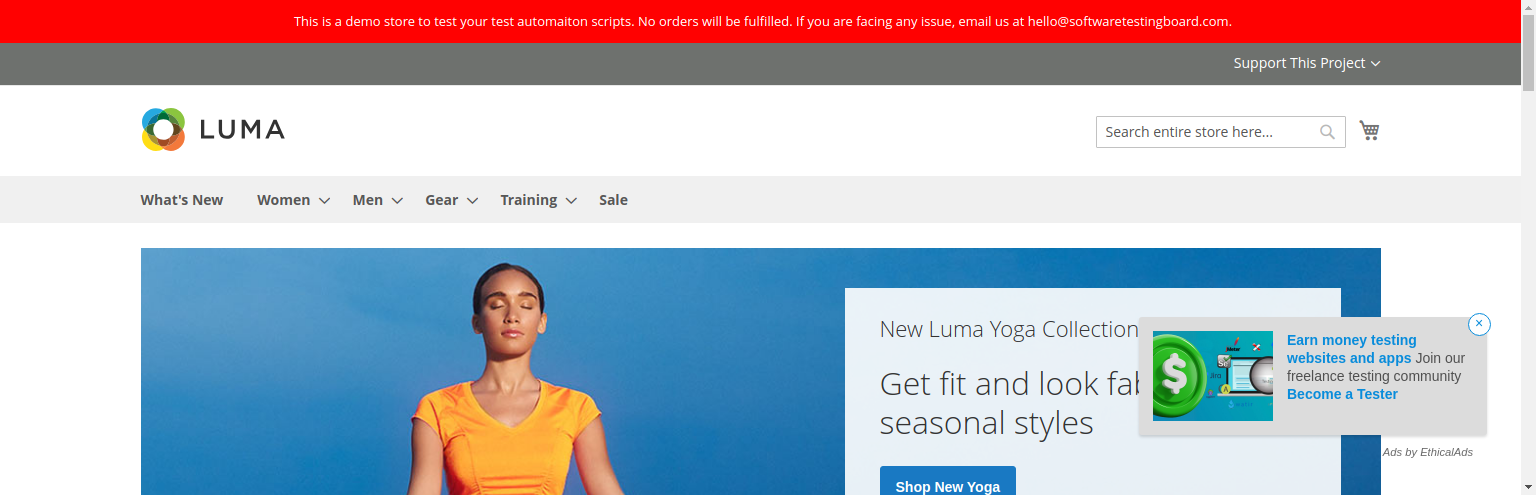 This is a demo store to test your test automaiton scripts. No orders will be fulfilled. If you are facing any issue, email us at hello@softwaretestingboard.com.
Support This Project
LUMA
Search entire store here...
What's New Women Men Gear Training Sale
New Luma Yoga Collection
Get fit and look
seasonal styles
Shop New Yoga
Earn money testing
websites and apps Join our
freelance testing community
Become a Tester
Ads by EthicalAds